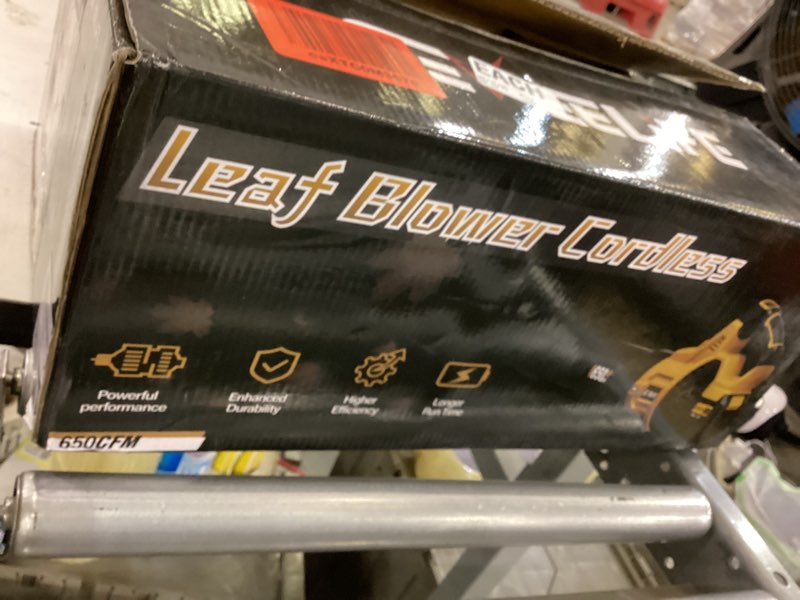 EACH
Leaf Blower Cordless
Powerful
performance
Enhanced
Durability
Higher
Efficiency
Longer
Run Time
650CFM